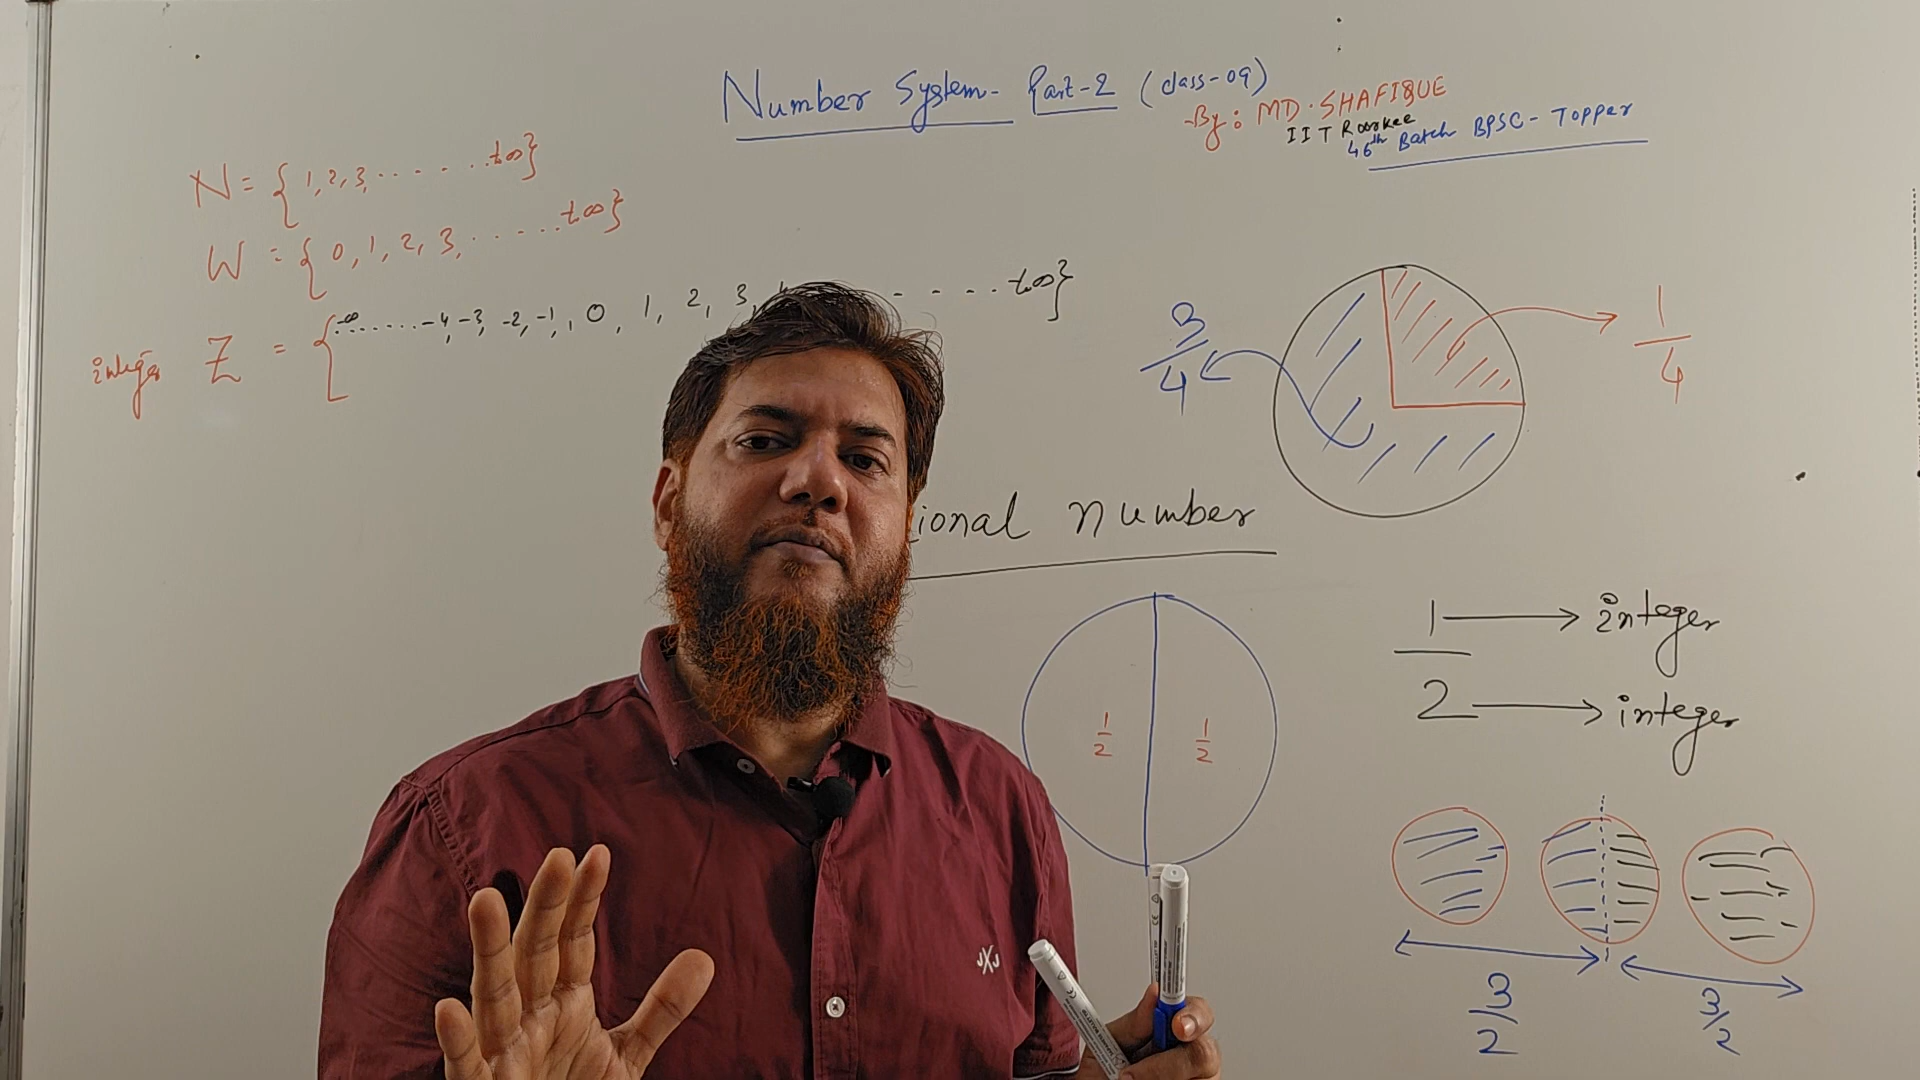 Number System - Part-2 (class-09)
-By: MD. SHAFIQUE
IIT Roorkee
46th Batch BPSC - Topper
N = { 1, 2, 3, ........ to ∞}
W = { 0, 1, 2, 3, ........ to ∞}
integer Z = { -∞ ....... -4, -3, -2, -1, 0, 1, 2, 3, ........ to ∞}
3/4
1/4
ional number
1 → integer
2 → integer
1/2 1/2
3/2 3/2
JXJ